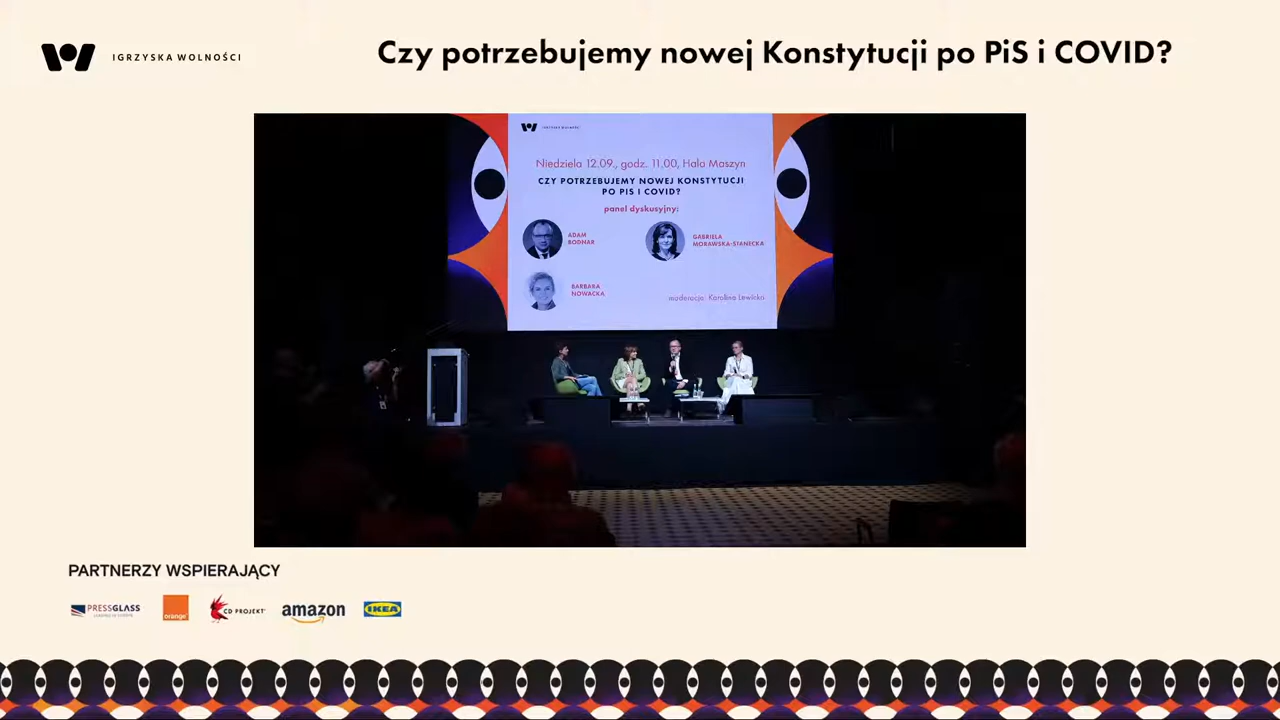 IGRZYSKA WOLNOŚCI
Czy potrzebujemy nowej Konstytucji po PiS i COVID?
IGRZYSKA WOLNOŚCI
Niedziela 12.09., godz. 11.00, Hala Maszyn
CZY POTRZEBUJEMY NOWEJ KONSTYTUCJI
PO PIS I COVID?
panel dyskusyjny:
ADAM
BODNAR
GABRIELA
MORAWSKA-STANECKA
BARBARA
NOWACKA
moderacja: Karolina Lewicka
PARTNERZY WSPIERAJĄCY
PRESSGLASS
orange
CD PROJEKT
amazon
IKEA